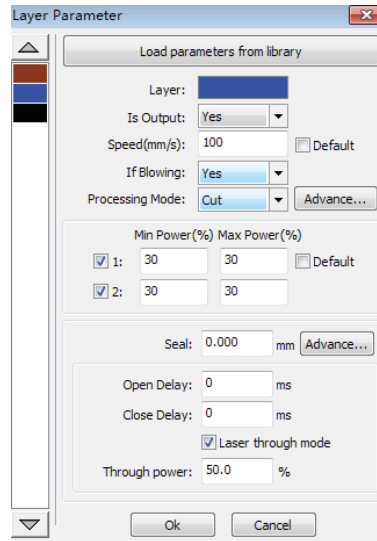 Layer Parameter
Load parameters from library
Layer:
Is Output: Yes
Speed(mm/s): 100 Default
If Blowing: Yes
Processing Mode: Cut Advance...
Min Power(%) Max Power(%)
1: 30 30 Default
2: 30 30
Seal: 0.000 mm Advance...
Open Delay: 0 ms
Close Delay: 0 ms
Laser through mode
Through power: 50.0 %
Ok Cancel